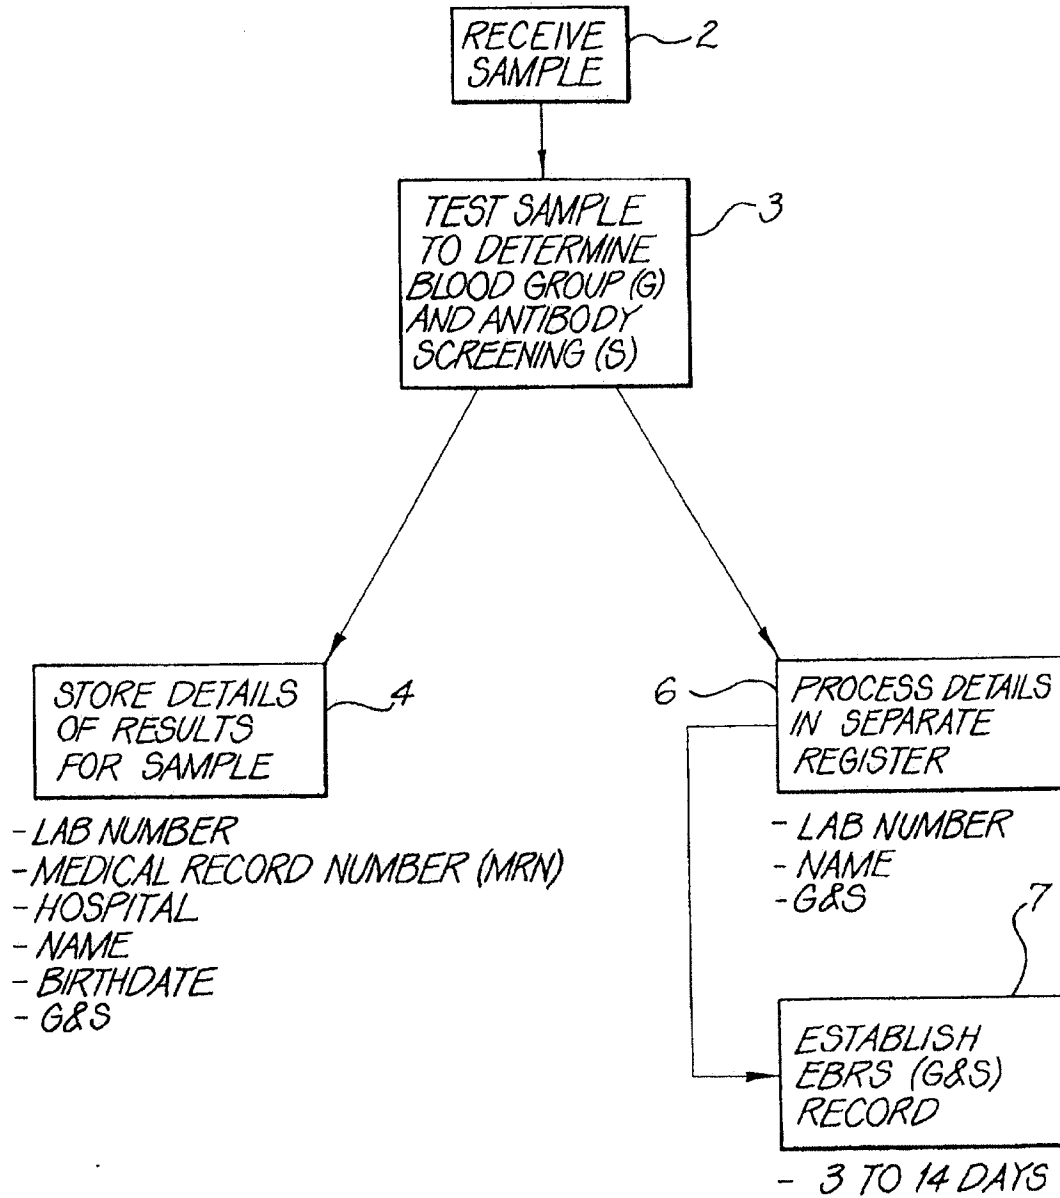 RECEIVE
SAMPLE
2
TEST SAMPLE
TO DETERMINE
BLOOD GROUP (G)
AND ANTIBODY
SCREENING (S)
3
STORE DETAILS
OF RESULTS
FOR SAMPLE
4
- LAB NUMBER
- MEDICAL RECORD NUMBER (MRN)
- HOSPITAL
- NAME
- BIRTHDATE
- G&S
6
PROCESS DETAILS
IN SEPARATE
REGISTER
- LAB NUMBER
- NAME
- G&S
7
ESTABLISH
EBRS (G&S)
RECORD
- 3 TO 14 DAYS